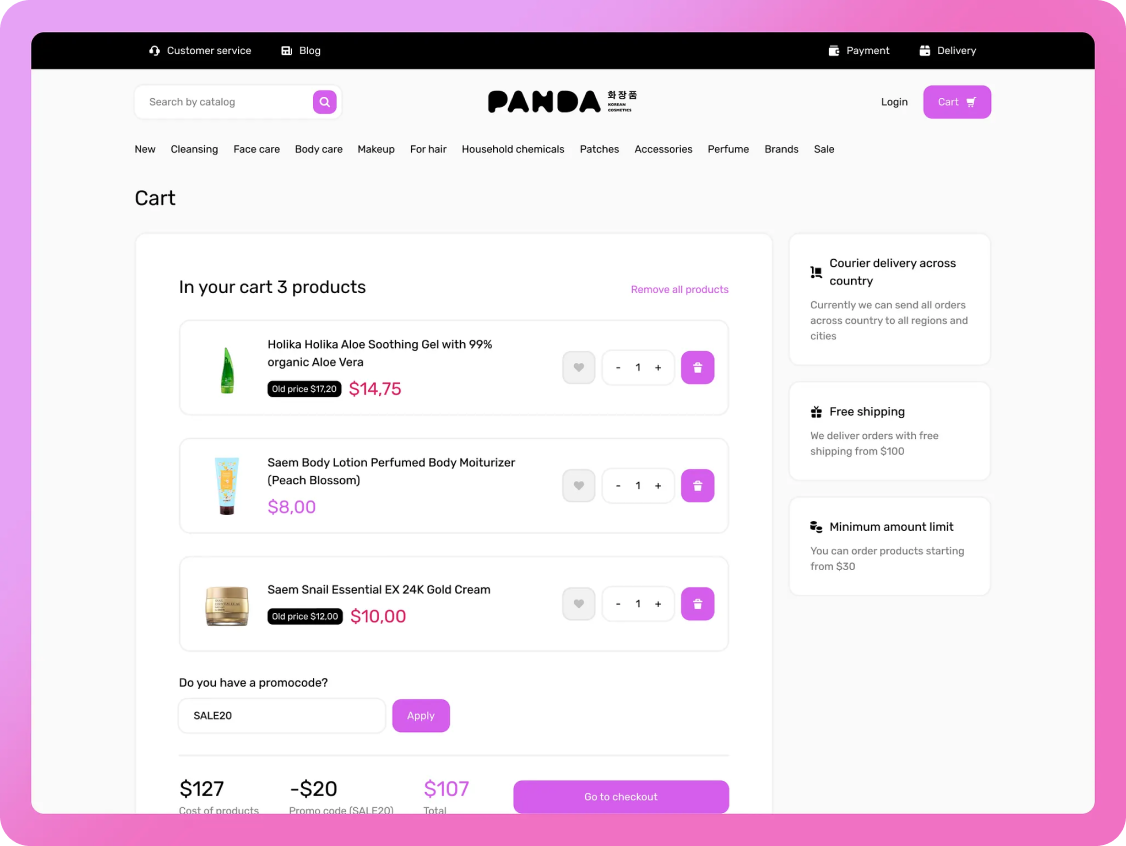 Customer service
Blog
Payment
Delivery
Search by catalog
PANDA
화장품
KOREAN
COSMETICS
Login
Cart
New
Cleansing
Face care
Body care
Makeup
For hair
Household chemicals
Patches
Accessories
Perfume
Brands
Sale
Cart
In your cart 3 products
Remove all products
Holika Holika Aloe Soothing Gel with 99%
organic Aloe Vera
Old price $17,20
$14,75
- 1 +
Saem Body Lotion Perfumed Body Moiturizer
(Peach Blossom)
$8,00
- 1 +
Saem Snail Essential EX 24K Gold Cream
Old price $12,00
$10,00
- 1 +
Do you have a promocode?
SALE20
Apply
$127
Cost of products
-$20
Promo code (SALE20)
$107
Total
Go to checkout
Courier delivery across
country
Currently we can send all orders
across country to all regions and
cities
Free shipping
We deliver orders with free
shipping from $100
Minimum amount limit
You can order products starting
from $30